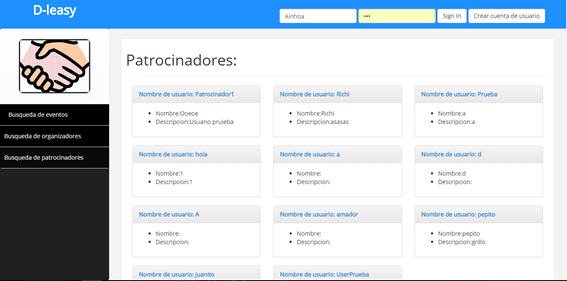 D-leasy
Ainhoa ••• Sign In Crear cuenta de usuario
Patrocinadores:
Busqueda de eventos
Busqueda de organizadores
Busqueda de patrocinadores
Nombre de usuario: Patrocinador1
Nombre:Ooeoe
Descripcion:Usuario prueba
Nombre de usuario: Richi
Nombre:Richi
Descripcion:asasas
Nombre de usuario: Prueba
Nombre:a
Descripcion:a
Nombre de usuario: hola
Nombre:1
Descripcion:1
Nombre de usuario: a
Nombre:
Descripcion:
Nombre de usuario: d
Nombre:d
Descripcion:
Nombre de usuario: A
Nombre:
Descripcion:
Nombre de usuario: amador
Nombre:
Descripcion:
Nombre de usuario: pepito
Nombre:pepito
Descripcion:grillo
Nombre de usuario: Juanito
Nombre de usuario: UserPrueba